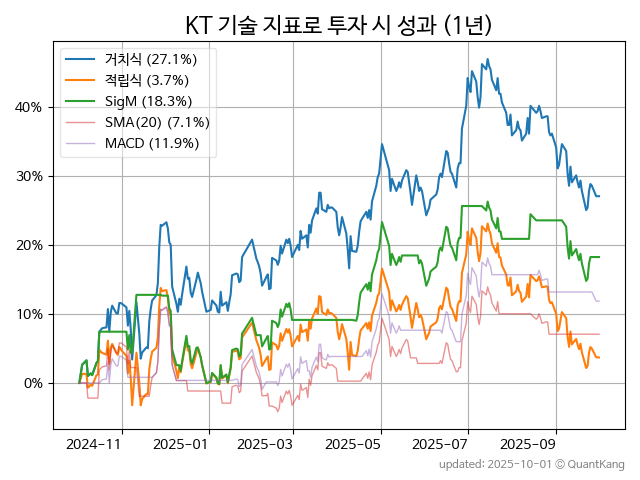 KT 기술 지표로 투자 시 성과 (1년)
거치식 (27.1%)
적립식 (3.7%)
SigM (18.3%)
SMA(20) (7.1%)
MACD (11.9%)
40%
30%
20%
10%
0%
2024-11 2025-01 2025-03 2025-05 2025-07 2025-09
updated: 2025-10-01 © QuantKang